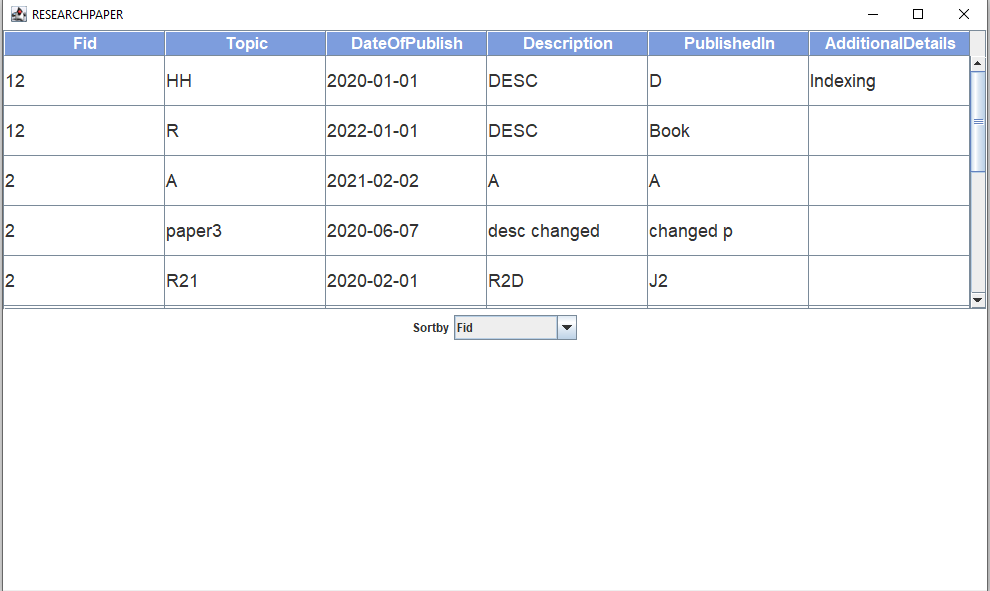 RESEARCHPAPER
Fid Topic DateOfPublish Description PublishedIn AdditionalDetails
12 HH 2020-01-01 DESC D Indexing
12 R 2022-01-01 DESC Book
2 A 2021-02-02 A A
2 paper3 2020-06-07 desc changed changed p
2 R21 2020-02-01 R2D J2
Sortby Fid